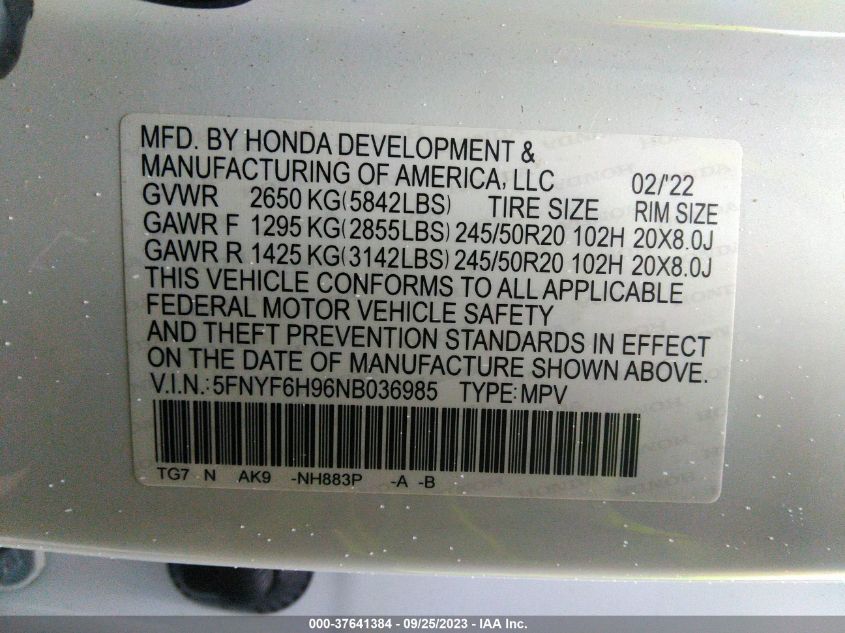 MFD. BY HONDA DEVELOPMENT &
MANUFACTURING OF AMERICA, LLC 02/'22
GVWR 2650 KG(5842LBS) TIRE SIZE RIM SIZE
GAWR F 1295 KG(2855LBS) 245/50R20 102H 20X8.0J
GAWR R 1425 KG(3142LBS) 245/50R20 102H 20X8.0J
THIS VEHICLE CONFORMS TO ALL APPLICABLE
FEDERAL MOTOR VEHICLE SAFETY
AND THEFT PREVENTION STANDARDS IN EFFECT
ON THE DATE OF MANUFACTURE SHOWN ABOVE.
V.I.N.:5FNYF6H96NB036985 TYPE:MPV
TG7 N AK9 -NH883P -A -B
000-37641384 - 09/25/2023 - IAA Inc.